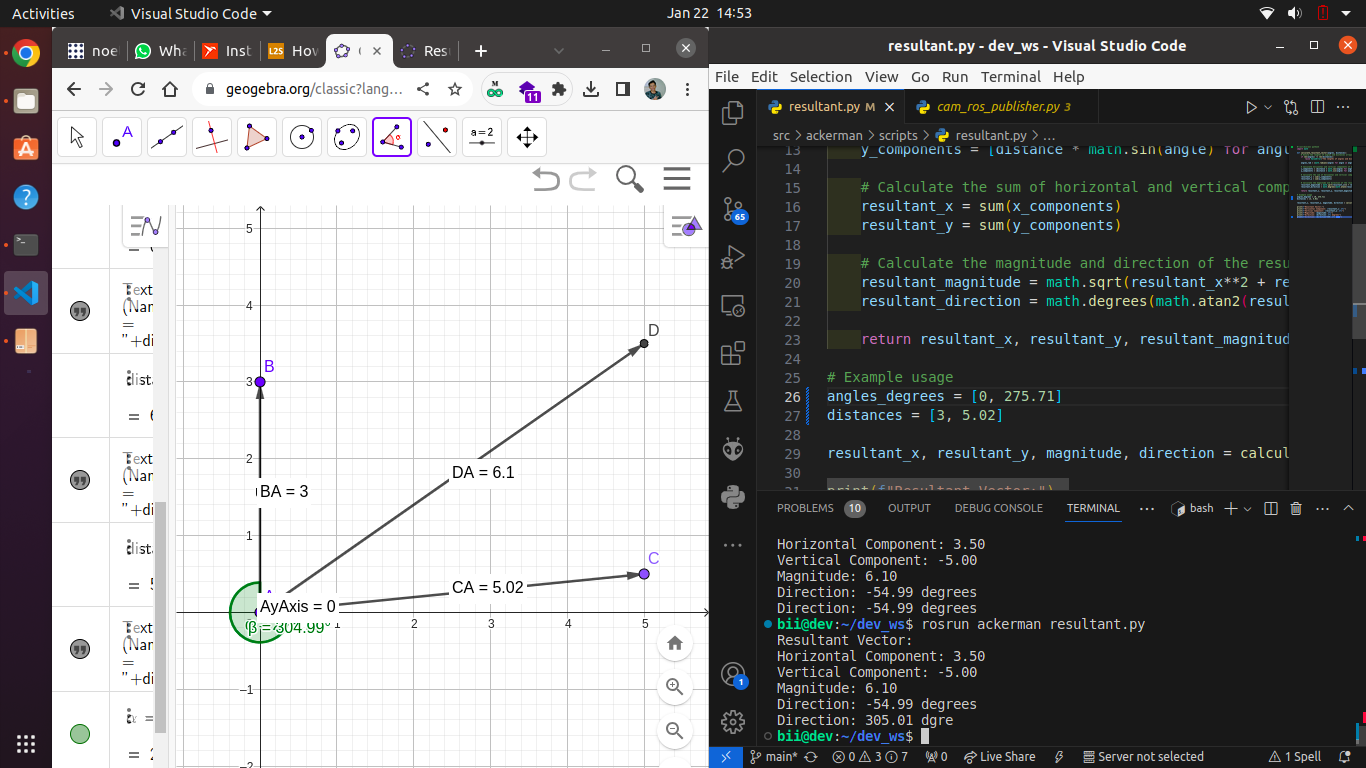 Activities
Visual Studio Code
Jan 22 14:53
noe
Wha
Inst
L2S
How
Res
geogebra.org/classic?lang…
M
11
A
a=2
Text
(Nam
=
"+di
dista
= 6
Text
(Nam
=
"+di
dista
= 5
Text
(Nam
=
"+di
α =
= 2
5
4
3
2
1
−1
−2
1
2
3
4
5
B
D
C
BA = 3
DA = 6.1
CA = 5.02
AyAxis = 0
β = 304.99°
resultant.py - dev_ws - Visual Studio Code
File Edit Selection View Go Run Terminal Help
resultant.py M
cam_ros_publisher.py 3
src > ackerman > scripts > resultant.py > …
13 y_components = [distance * math.sin(angle) for angl
14
15 # Calculate the sum of horizontal and vertical comp
16 resultant_x = sum(x_components)
17 resultant_y = sum(y_components)
18
19 # Calculate the magnitude and direction of the resu
20 resultant_magnitude = math.sqrt(resultant_x**2 + re
21 resultant_direction = math.degrees(math.atan2(resul
22
23 return resultant_x, resultant_y, resultant_magnitud
24
25 # Example usage
26 angles_degrees = [0, 275.71]
27 distances = [3, 5.02]
28
29 resultant_x, resultant_y, magnitude, direction = calcul
30
31 print(f"Resultant Vector:")
65
1
PROBLEMS 10 OUTPUT DEBUG CONSOLE TERMINAL … bash
Horizontal Component: 3.50
Vertical Component: -5.00
Magnitude: 6.10
Direction: -54.99 degrees
Direction: -54.99 degrees
bii@dev:~/dev_ws$ rosrun ackerman resultant.py
Resultant Vector:
Horizontal Component: 3.50
Vertical Component: -5.00
Magnitude: 6.10
Direction: -54.99 degrees
Direction: 305.01 dgre
bii@dev:~/dev_ws$
main* 0 3 7 0 Live Share Server not selected 1 Spell